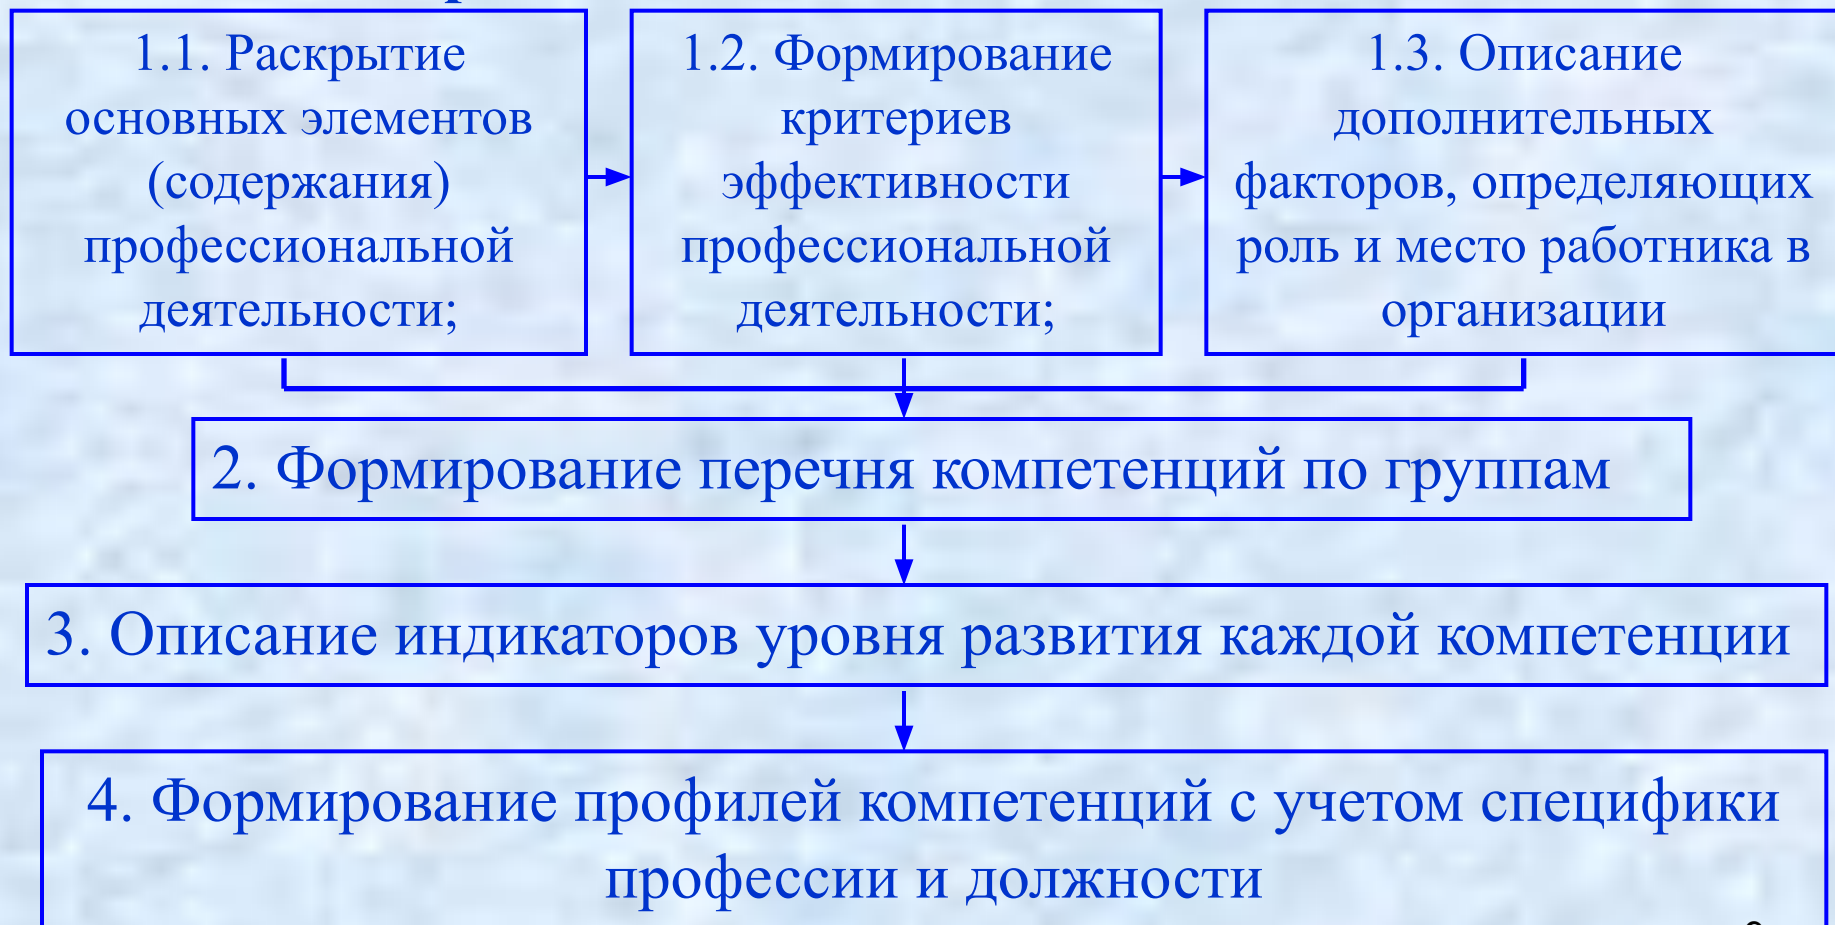 1.1. Раскрытие
основных элементов
(содержания)
профессиональной
деятельности;
1.2. Формирование
критериев
эффективности
профессиональной
деятельности;
1.3. Описание
дополнительных
факторов, определяющих
роль и место работника в
организации
2. Формирование перечня компетенций по группам
3. Описание индикаторов уровня развития каждой компетенции
4. Формирование профилей компетенций с учетом специфики
профессии и должности